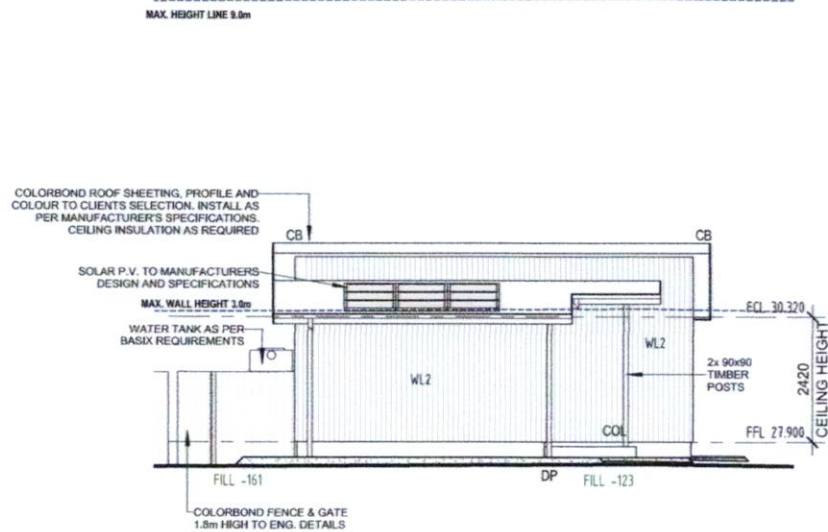 MAX. HEIGHT LINE 9.0m
COLORBOND ROOF SHEETING, PROFILE AND
COLOUR TO CLIENTS SELECTION. INSTALL AS
PER MANUFACTURER'S SPECIFICATIONS.
CEILING INSULATION AS REQUIRED
CB
CB
SOLAR P.V. TO MANUFACTURERS
DESIGN AND SPECIFICATIONS
MAX. WALL HEIGHT 3.0m
FCL 30.320
WATER TANK AS PER
BASIX REQUIREMENTS
WL2
WL2
2x 90x90
TIMBER
POSTS
2420
CEILING HEIGHT
COL
FFL 27.900
FILL -161
DP
FILL -123
COLORBOND FENCE & GATE
1.8m HIGH TO ENG. DETAILS